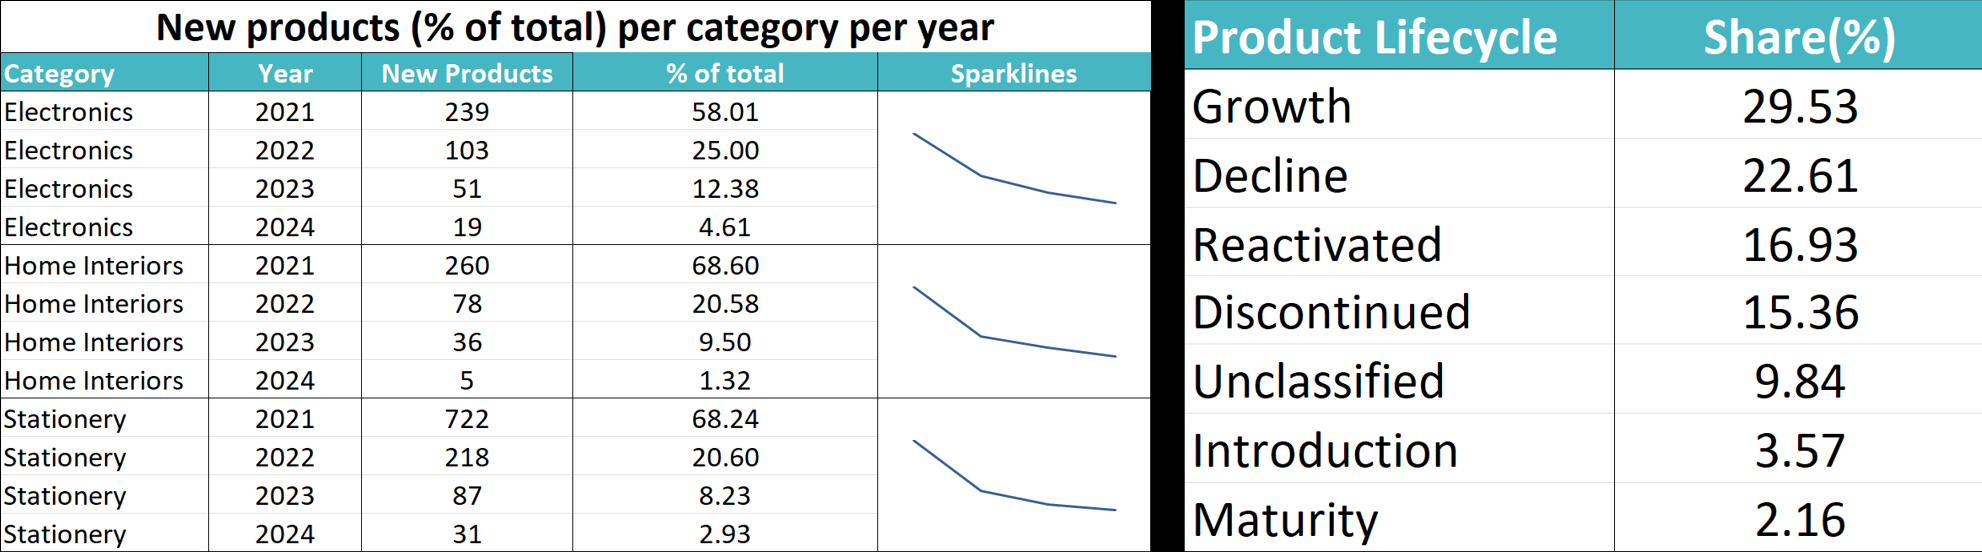 New products (% of total) per category per year
Category Year New Products % of total Sparklines
Electronics 2021 239 58.01
Electronics 2022 103 25.00
Electronics 2023 51 12.38
Electronics 2024 19 4.61
Home Interiors 2021 260 68.60
Home Interiors 2022 78 20.58
Home Interiors 2023 36 9.50
Home Interiors 2024 5 1.32
Stationery 2021 722 68.24
Stationery 2022 218 20.60
Stationery 2023 87 8.23
Stationery 2024 31 2.93
Product Lifecycle Share(%)
Growth 29.53
Decline 22.61
Reactivated 16.93
Discontinued 15.36
Unclassified 9.84
Introduction 3.57
Maturity 2.16